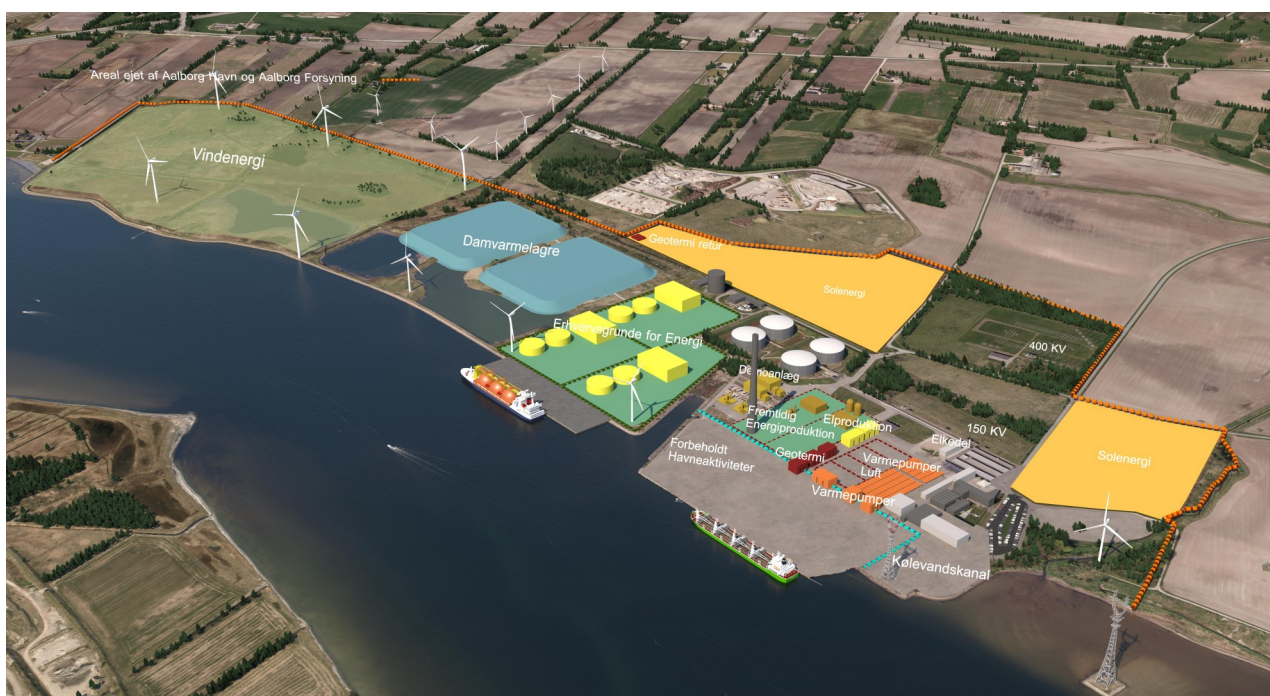 Areal ejet af Aalborg Havn og Aalborg Forsyning
Vindenergi
Damvarmelagre
Geotermi retur
Solenergi
Erhvervsgrunde for Energi
400 KV
Demoanlæg
Fremtidig
Energiproduktion
Elproduktion
150 KV
Elkedel
Forbeholdt
Havneaktiviteter
Geotermi
Varmepumper
Luft
Varmepumper
Solenergi
Kølevandskanal